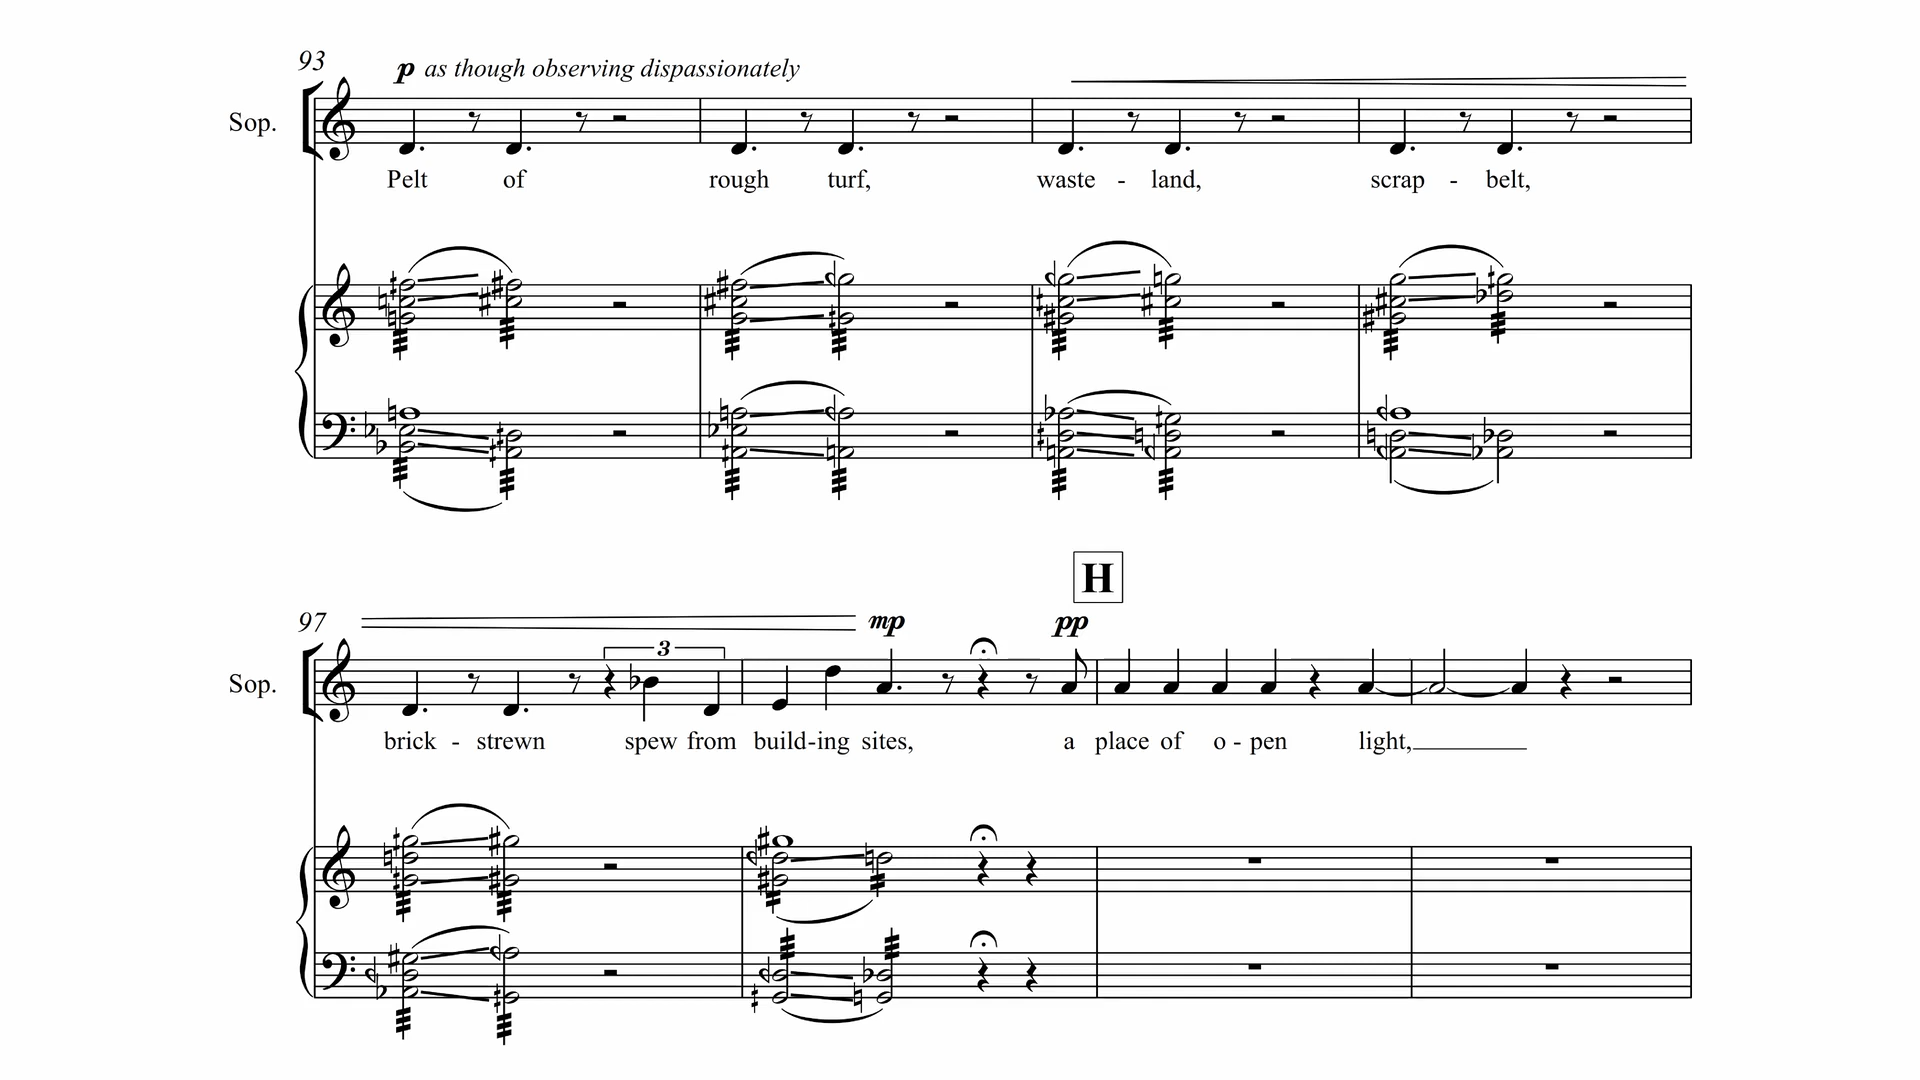 93
p as though observing dispassionately
Sop.
Pelt of rough turf, waste - land, scrap - belt,
H
97
mp pp
3
Sop.
brick - strewn spew from build-ing sites, a place of o - pen light,